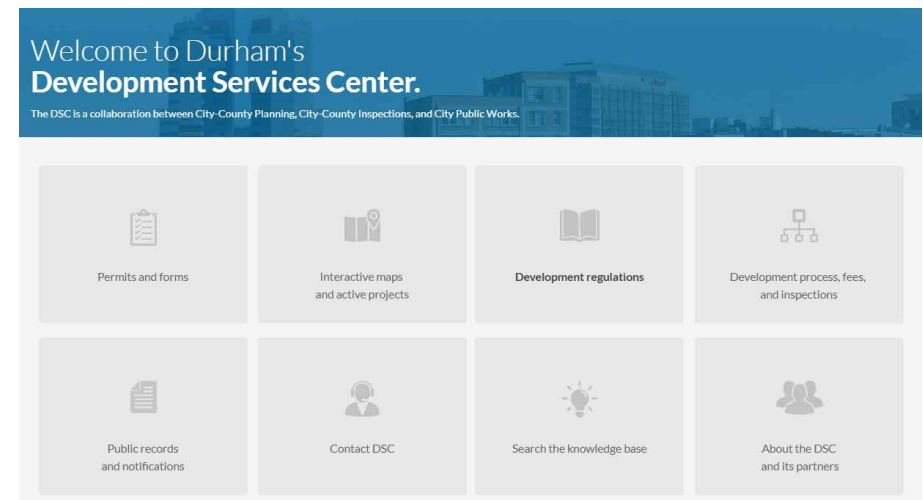 Welcome to Durham's
Development Services Center.
The DSC is a collaboration between City-County Planning, City-County Inspections, and City Public Works.
Permits and forms
Interactive maps
and active projects
Development regulations
Development process, fees,
and inspections
Public records
and notifications
Contact DSC
Search the knowledge base
About the DSC
and its partners